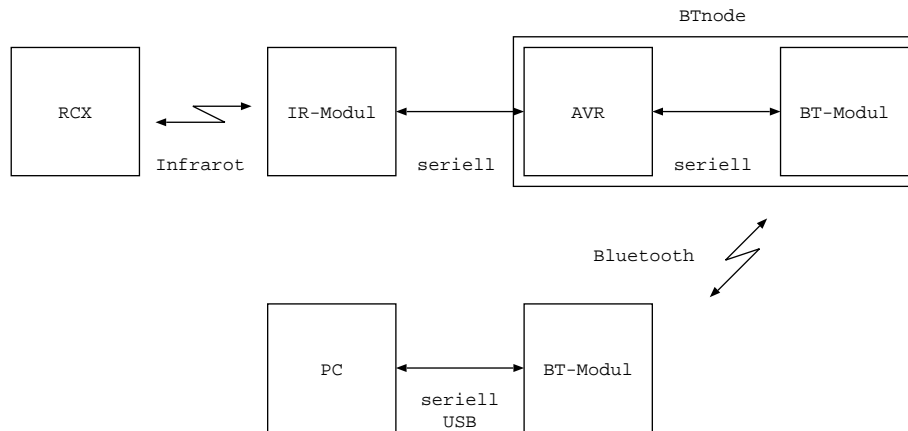 BTnode
RCX
IR-Modul
AVR
BT-Modul
Infrarot
seriell
seriell
Bluetooth
PC
BT-Modul
seriell
USB